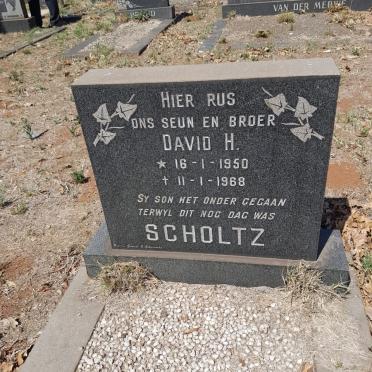 VAN DER MERWE
HIER RUS
ONS SEUN EN BROER
DAVID H.
* 16-1-1950
† 11-1-1968
SY SON HET ONDER GEGAAN
TERWYL DIT NOG DAG WAS
SCHOLTZ